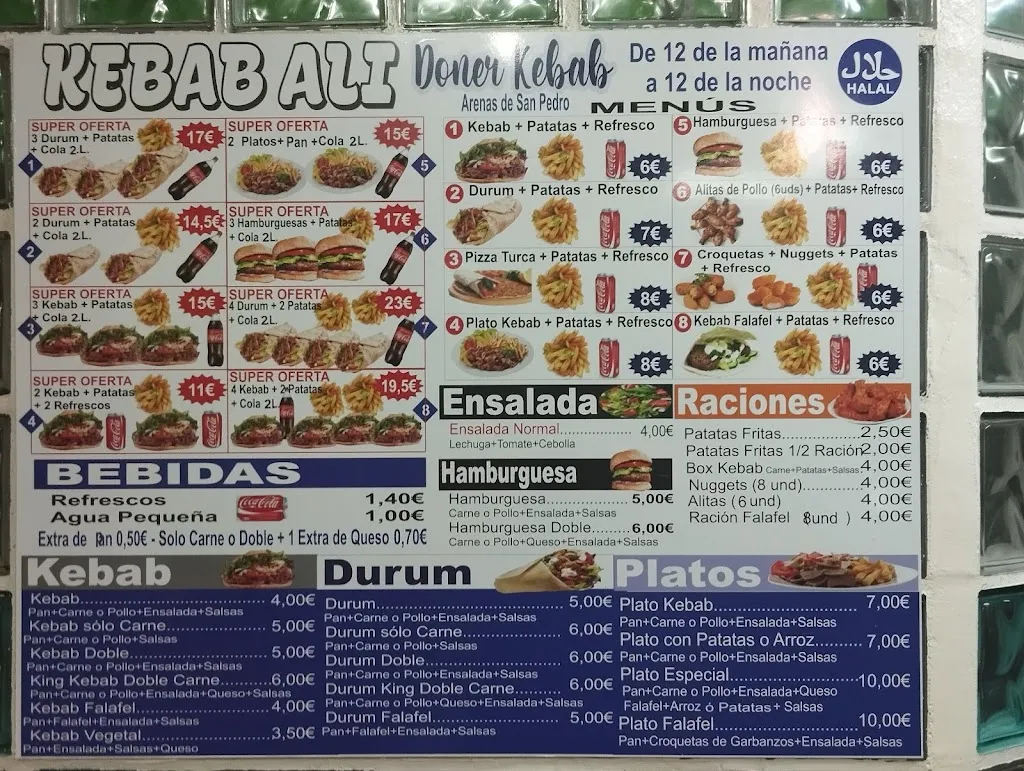 KEBAB ALI
Doner Kebab
Arenas de San Pedro
De 12 de la mañana
a 12 de la noche
حلال
HALAL
SUPER OFERTA
3 Durum + Patatas
+ Cola 2L.
17€
1
SUPER OFERTA
2 Platos+ Pan +Cola 2L.
15€
5
SUPER OFERTA
2 Durum + Patatas
+ Cola 2L.
14,5€
2
SUPER OFERTA
3 Hamburguesas + Patatas
+ Cola 2L.
17€
6
SUPER OFERTA
3 Kebab + Patatas
+ Cola 2L.
15€
3
SUPER OFERTA
4 Durum + 2 Patatas
+ Cola 2L.
23€
7
SUPER OFERTA
2 Kebab + Patatas
+ 2 Refrescos
11€
4
SUPER OFERTA
4 Kebab + 2 Patatas
+ Cola 2L
19,5€
8
MENÚS
1 Kebab + Patatas + Refresco
6€
2 Durum + Patatas + Refresco
7€
3 Pizza Turca + Patatas + Refresco
8€
4 Plato Kebab + Patatas + Refresco
8€
5 Hamburguesa + Patatas + Refresco
6€
6 Alitas de Pollo (6uds) + Patatas+ Refresco
6€
7 Croquetas + Nuggets + Patatas
+ Refresco
6€
8 Kebab Falafel + Patatas + Refresco
6€
BEBIDAS
Refrescos 1,40€
Agua Pequeña 1,00€
Extra de Pan 0,50€ - Solo Carne o Doble + 1 Extra de Queso 0,70€
Ensalada
Ensalada Normal................ 4,00€
Lechuga+Tomate+Cebolla
Hamburguesa
Hamburguesa................5,00€
Carne o Pollo+Ensalada+Salsas
Hamburguesa Doble.........6,00€
Carne o Pollo+Queso+Ensalada+Salsas
Raciones
Patatas Fritas................2,50€
Patatas Fritas 1/2 Ración 2,00€
Box Kebab Carne+Patatas+Salsas 4,00€
Nuggets (8 und)................4,00€
Alitas (6 und) 4,00€
Ración Falafel (8und ) 4,00€
Kebab
Kebab................ 4,00€
Pan+Carne o Pollo+Ensalada+Salsas
Kebab sólo Carne................ 5,00€
Pan+Carne o Pollo+Salsas
Kebab Doble................ 5,00€
Pan+Carne o Pollo+Ensalada+Salsas
King Kebab Doble Carne.........6,00€
Pan+Carne o Pollo+Ensalada+Queso+Salsas
Kebab Falafel................ 4,00€
Pan+Falafel+Ensalada+Salsas
Kebab Vegetal................ 3,50€
Pan+Ensalada+Salsas+Queso
Durum
Durum................ 5,00€
Pan+Carne o Pollo+Ensalada+Salsas
Durum sólo Carne................ 6,00€
Pan+Carne o Pollo+Salsas
Durum Doble................ 6,00€
Pan+Carne o Pollo+Ensalada+Salsas
Durum King Doble Carne......... 6,00€
Pan+Carne o Pollo+Queso+Ensalada+Salsas
Durum Falafel................ 5,00€
Pan+Falafel+Ensalada+Salsas
Platos
Plato Kebab................ 7,00€
Pan+Carne o Pollo+Ensalada+Salsas
Plato con Patatas o Arroz......... 7,00€
Pan+Carne o Pollo+Ensalada+Salsas
Plato Especial................10,00€
Pan+Carne o Pollo+Ensalada+Queso
Falafel+Arroz ó Patatas+ Salsas
Plato Falafel................ 10,00€
Pan+Croquetas de Garbanzos+Ensalada+Salsas